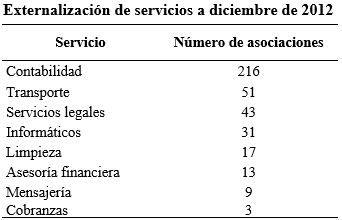 Externalización de servicios a diciembre de 2012
Servicio Número de asociaciones
Contabilidad 216
Transporte 51
Servicios legales 43
Informáticos 31
Limpieza 17
Asesoría financiera 13
Mensajería 9
Cobranzas 3